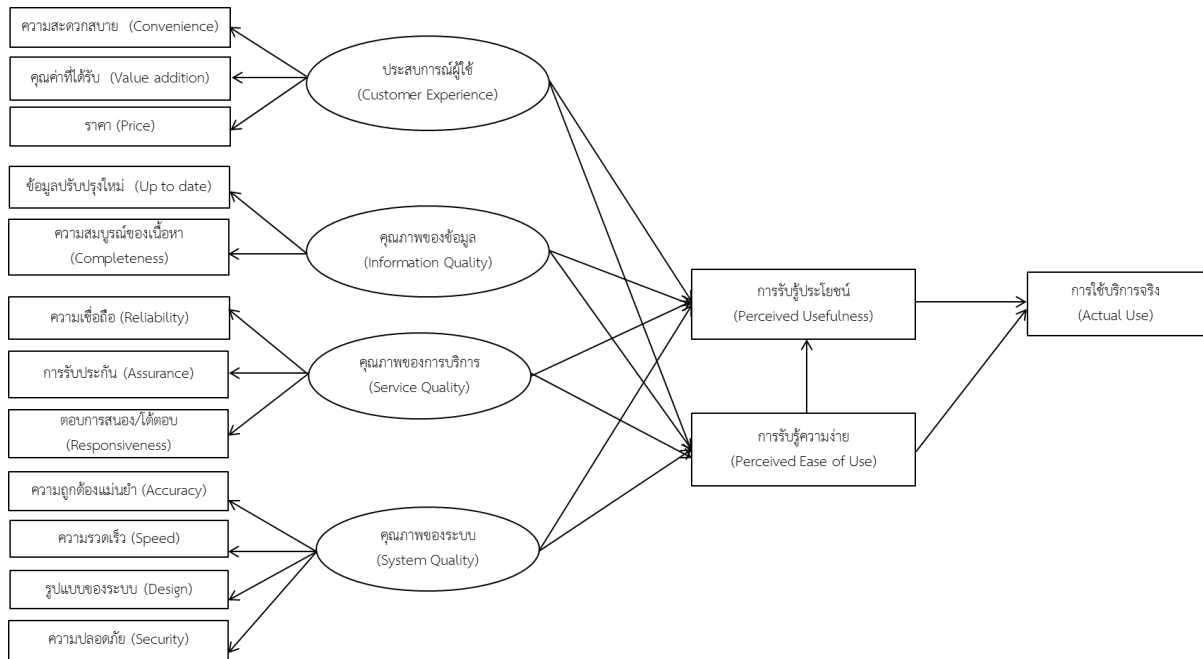 ความสะดวกสบาย (Convenience)
คุณค่าที่ได้รับ (Value addition)
ราคา (Price)
ประสบการณ์ผู้ใช้
(Customer Experience)
ข้อมูลปรับปรุงใหม่ (Up to date)
ความสมบูรณ์ของเนื้อหา
(Completeness)
คุณภาพของข้อมูล
(Information Quality)
ความเชื่อถือ (Reliability)
การรับประกัน (Assurance)
ตอบการสนอง/โต้ตอบ
(Responsiveness)
คุณภาพของการบริการ
(Service Quality)
ความถูกต้องแม่นยำ (Accuracy)
ความรวดเร็ว (Speed)
รูปแบบของระบบ (Design)
ความปลอดภัย (Security)
คุณภาพของระบบ
(System Quality)
การรับรู้ประโยชน์
(Perceived Usefulness)
การรับรู้ความง่าย
(Perceived Ease of Use)
การใช้บริการจริง
(Actual Use)